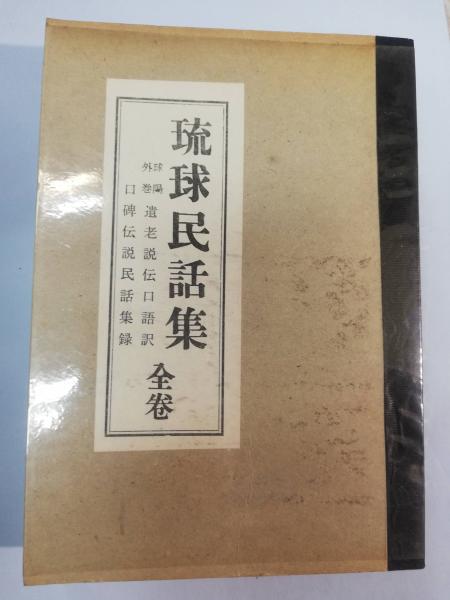 琉球民話集 全巻
球陽外巻 遺老説伝口語訳
口碑伝説民話集録